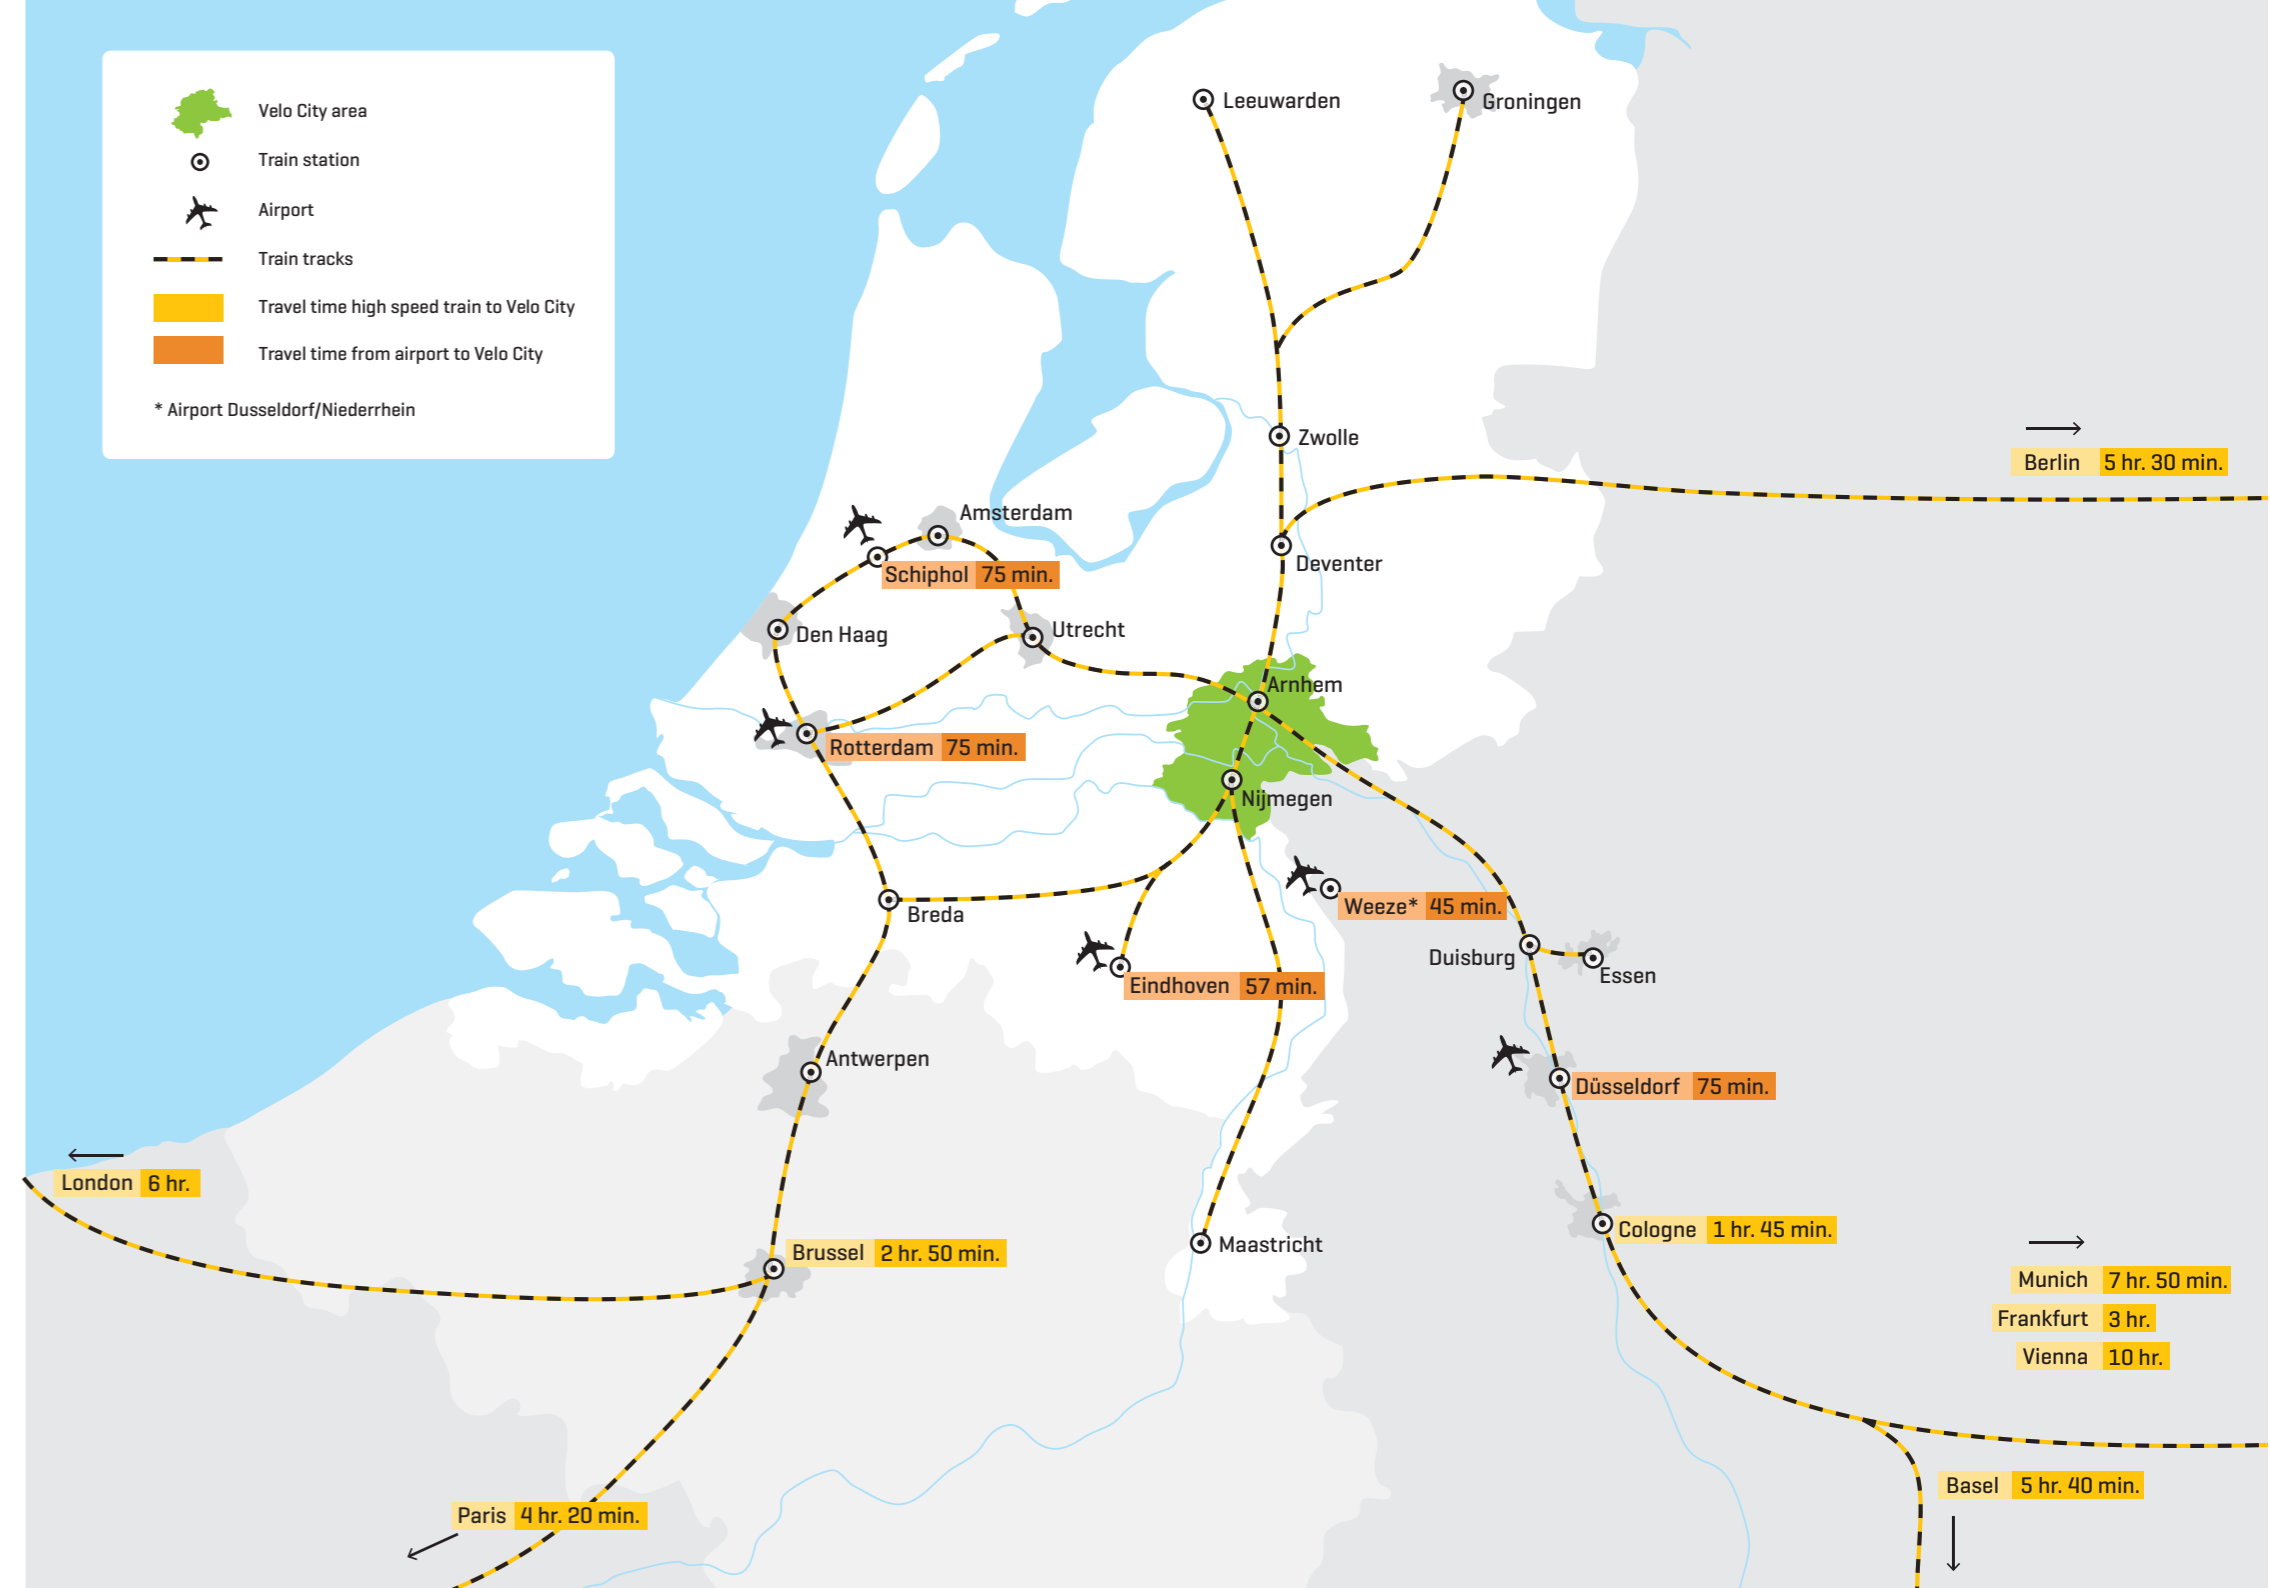 Velo City area
Train station
Airport
Train tracks
Travel time high speed train to Velo City
Travel time from airport to Velo City
* Airport Dusseldorf/Niederrhein
Leeuwarden
Groningen
Zwolle
Berlin 5 hr. 30 min.
Amsterdam
Deventer
Schiphol 75 min.
Den Haag
Utrecht
Arnhem
Rotterdam 75 min.
Nijmegen
Weeze* 45 min.
Breda
Duisburg
Essen
Eindhoven 57 min.
Antwerpen
Düsseldorf 75 min.
London 6 hr.
Cologne 1 hr. 45 min.
Maastricht
Brussel 2 hr. 50 min.
Munich 7 hr. 50 min.
Frankfurt 3 hr.
Vienna 10 hr.
Basel 5 hr. 40 min.
Paris 4 hr. 20 min.